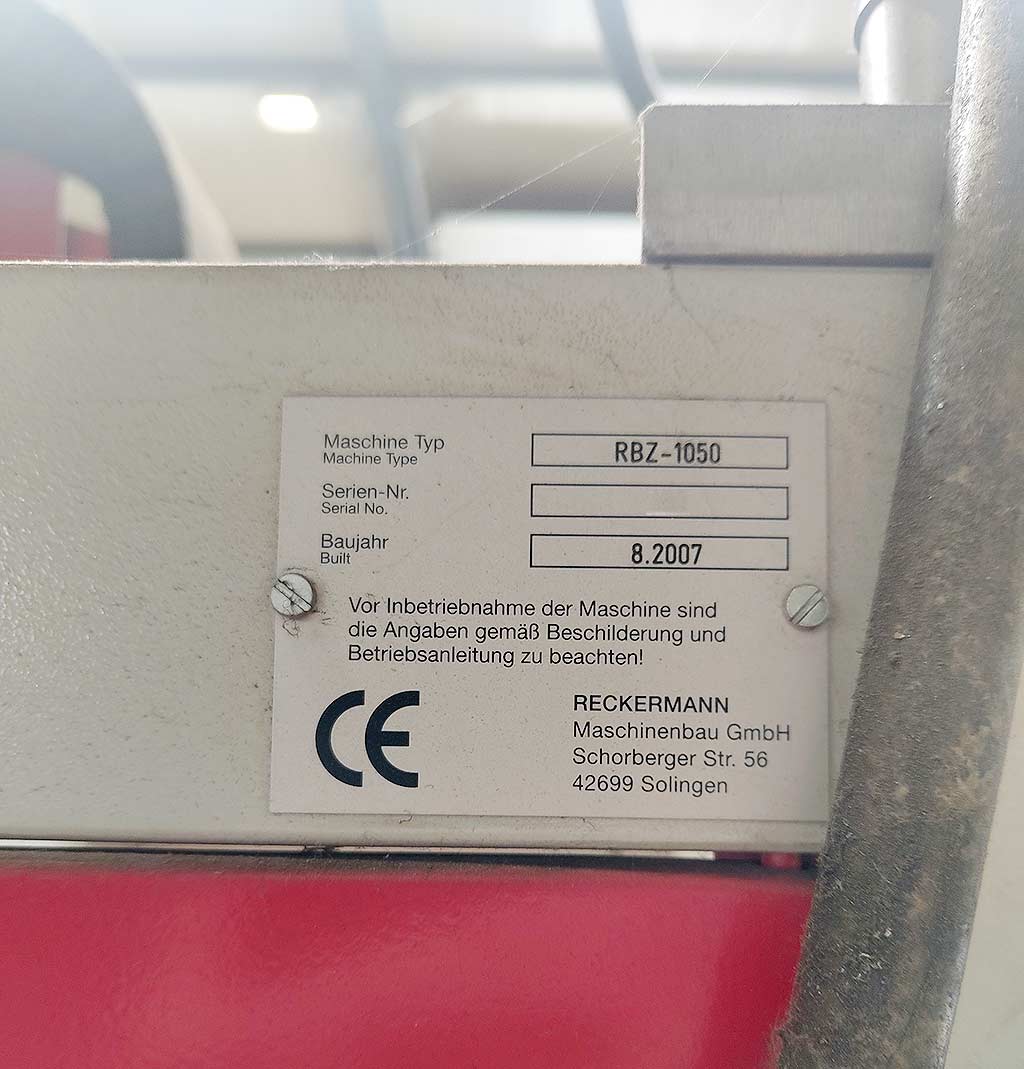 Maschine Typ RBZ-1050
Machine Type
Serien-Nr.
Serial No.
Baujahr 8.2007
Built
Vor Inbetriebnahme der Maschine sind
die Angaben gemäß Beschilderung und
Betriebsanleitung zu beachten!
CE
RECKERMANN
Maschinenbau GmbH
Schorberger Str. 56
42699 Solingen